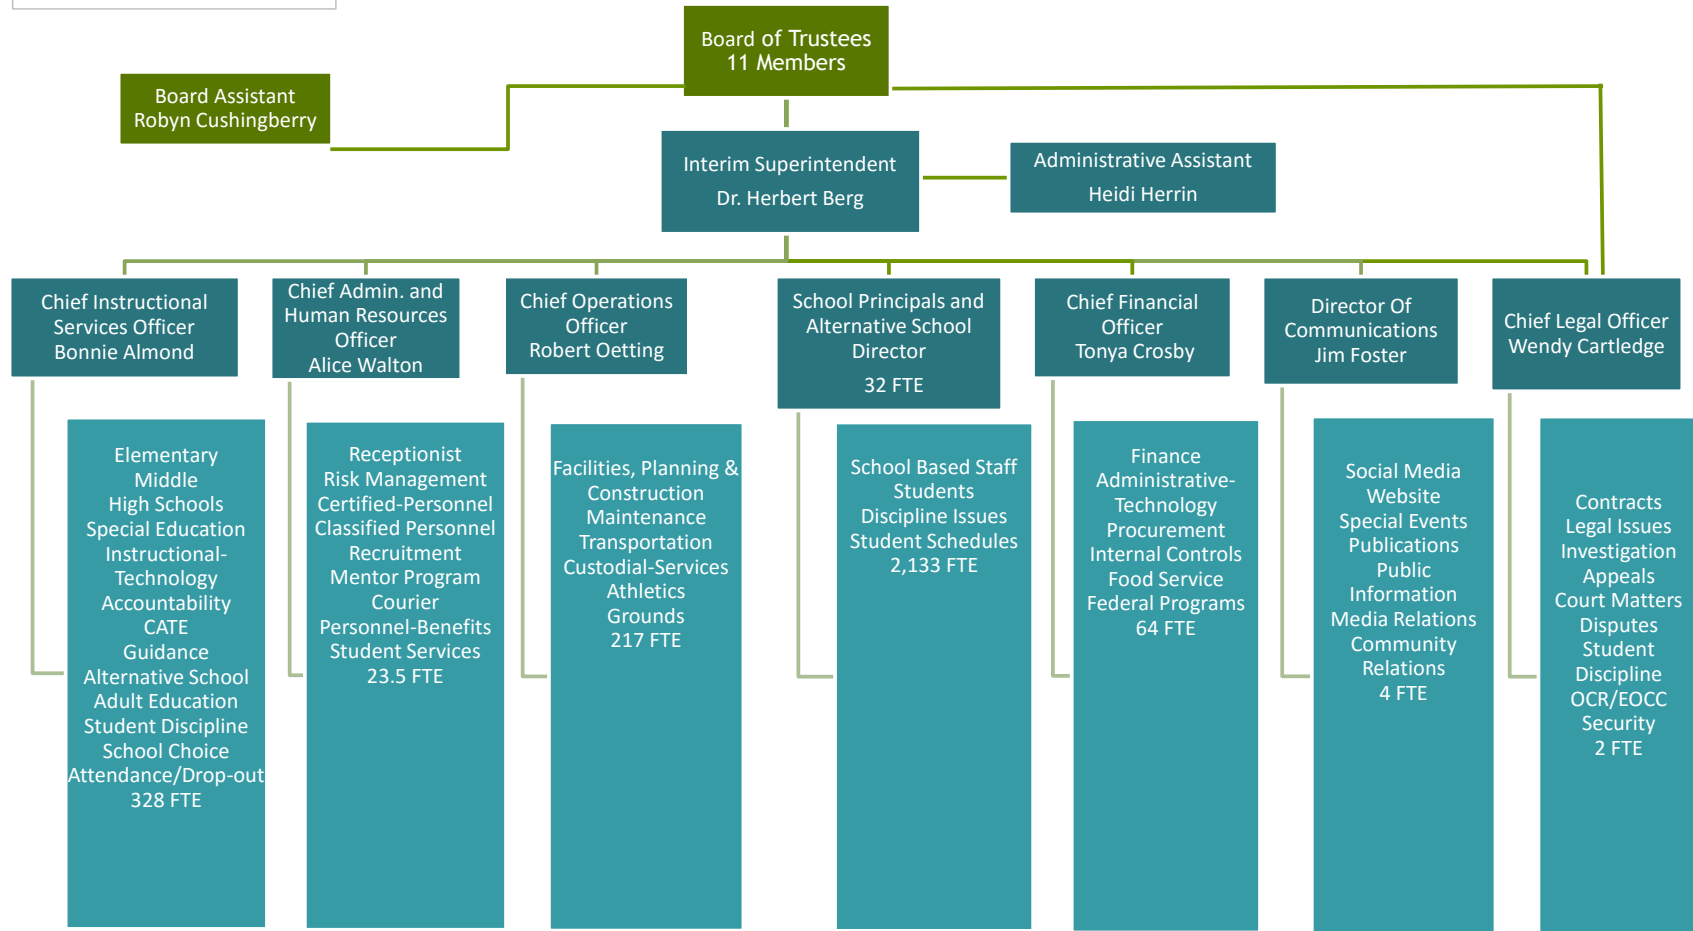 Board of Trustees
11 Members
Board Assistant
Robyn Cushingberry
Interim Superintendent
Dr. Herbert Berg
Administrative Assistant
Heidi Herrin
Chief Instructional
Services Officer
Bonnie Almond
Chief Admin. and
Human Resources
Officer
Alice Walton
Chief Operations
Officer
Robert Oetting
School Principals and
Alternative School
Director
32 FTE
Chief Financial
Officer
Tonya Crosby
Director Of
Communications
Jim Foster
Chief Legal Officer
Wendy Cartledge
Elementary
Middle
High Schools
Special Education
Instructional-
Technology
Accountability
CATE
Guidance
Alternative School
Adult Education
Student Discipline
School Choice
Attendance/Drop-out
328 FTE
Receptionist
Risk Management
Certified-Personnel
Classified Personnel
Recruitment
Mentor Program
Courier
Personnel-Benefits
Student Services
23.5 FTE
Facilities, Planning &
Construction
Maintenance
Transportation
Custodial-Services
Athletics
Grounds
217 FTE
School Based Staff
Students
Discipline Issues
Student Schedules
2,133 FTE
Finance
Administrative-
Technology
Procurement
Internal Controls
Food Service
Federal Programs
64 FTE
Social Media
Website
Special Events
Publications
Public
Information
Media Relations
Community
Relations
4 FTE
Contracts
Legal Issues
Investigation
Appeals
Court Matters
Disputes
Student
Discipline
OCR/EOCC
Security
2 FTE